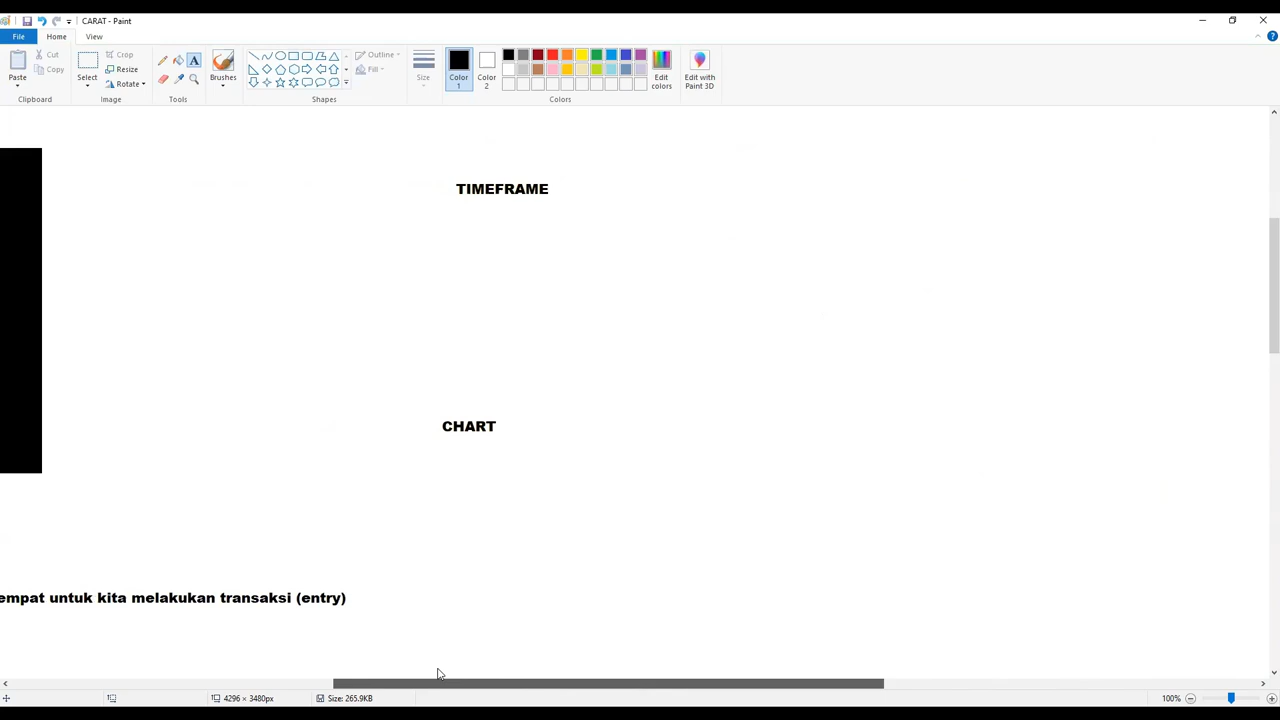 CARAT - Paint
File Home View
Paste
Cut
Copy
Clipboard
Select
Crop
Resize
Rotate
Image
Tools
Brushes
Outline
Fill
Shapes
Size
Color 1
Color 2
Edit colors
Colors
Edit with Paint 3D
TIMEFRAME
CHART
empat untuk kita melakukan transaksi (entry)
4296 × 3480px
Size: 265.9KB
100%